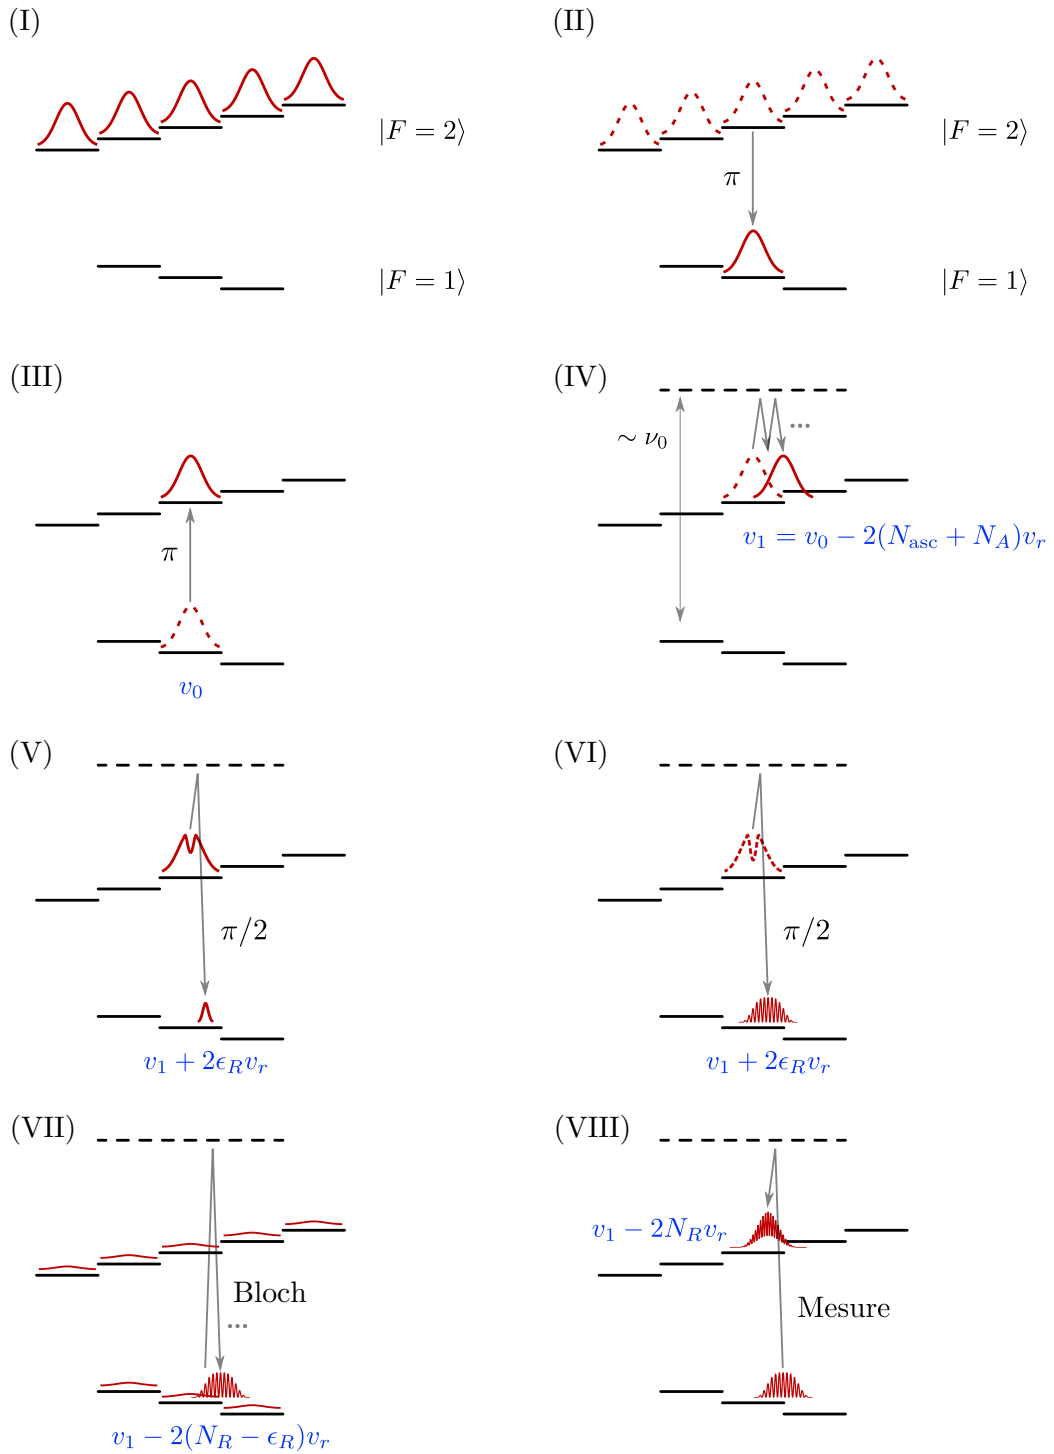 (I)
|F = 2⟩
|F = 1⟩
(II)
|F = 2⟩
π
|F = 1⟩
(III)
π
v₀
(IV)
∼ ν₀
...
v₁ = v₀ − 2(N_asc + N_A)v_r
(V)
π/2
v₁ + 2ϵ_R v_r
(VI)
π/2
v₁ + 2ϵ_R v_r
(VII)
Bloch
...
v₁ − 2(N_R − ϵ_R)v_r
(VIII)
v₁ − 2N_R v_r
Mesure